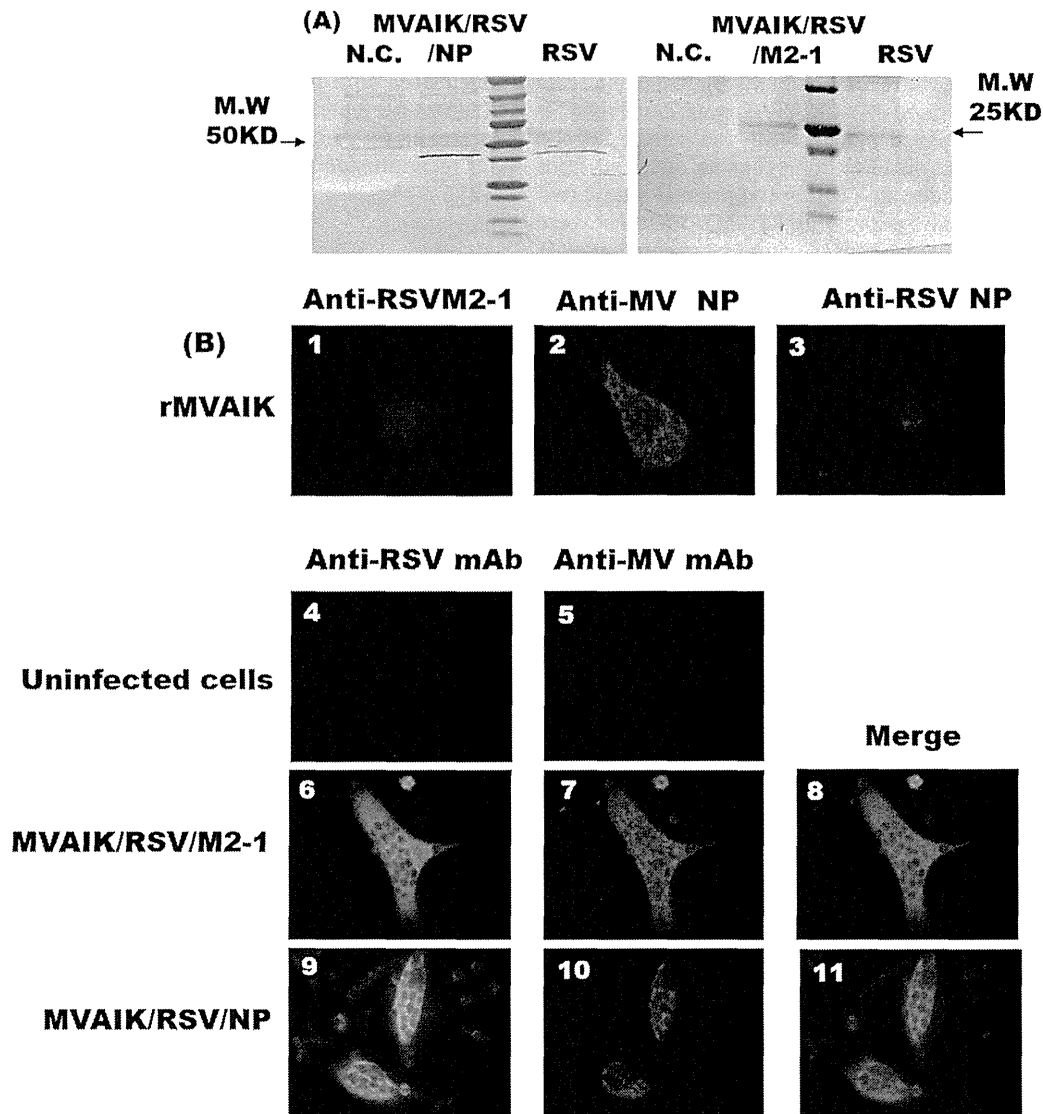 (A) MVAIK/RSV MVAIK/RSV
N.C. /NP RSV N.C. /M2-1 RSV
M.W
50KD
M.W
25KD
(B)
Anti-RSVM2-1 Anti-MV NP Anti-RSV NP
rMVAIK
1 2 3
Anti-RSV mAb Anti-MV mAb
Uninfected cells
4 5
Merge
MVAIK/RSV/M2-1
6 7 8
MVAIK/RSV/NP
9 10 11